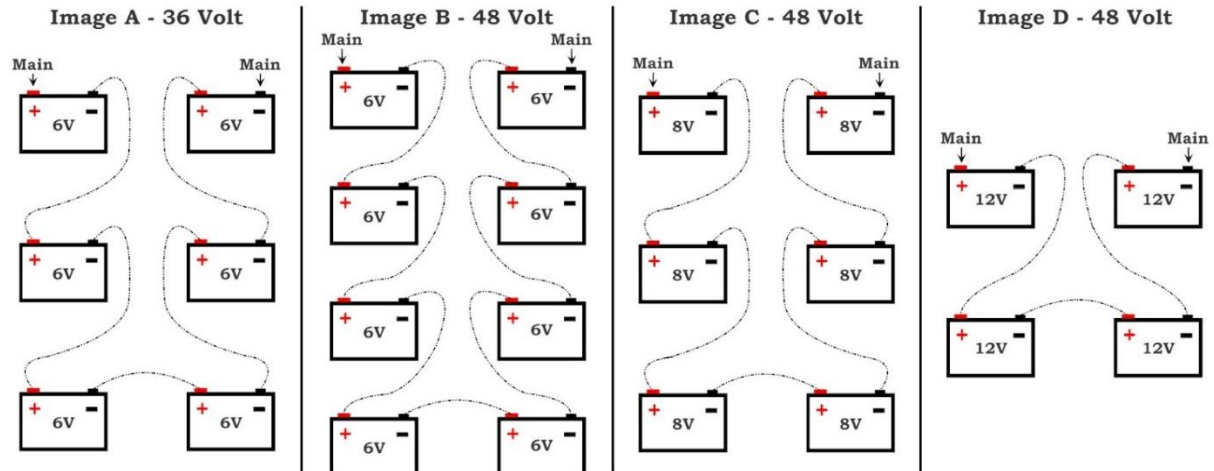 Image A - 36 Volt
Main
Main
+ 6V -
+ 6V -
+ 6V -
+ 6V -
+ 6V -
+ 6V -
Image B - 48 Volt
Main
Main
+ 6V -
+ 6V -
+ 6V -
+ 6V -
+ 6V -
+ 6V -
+ 6V -
+ 6V -
Image C - 48 Volt
Main
Main
+ 8V -
+ 8V -
+ 8V -
+ 8V -
+ 8V -
+ 8V -
Image D - 48 Volt
Main
Main
+ 12V -
+ 12V -
+ 12V -
+ 12V -